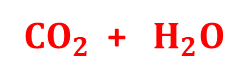 CO₂ + H₂O